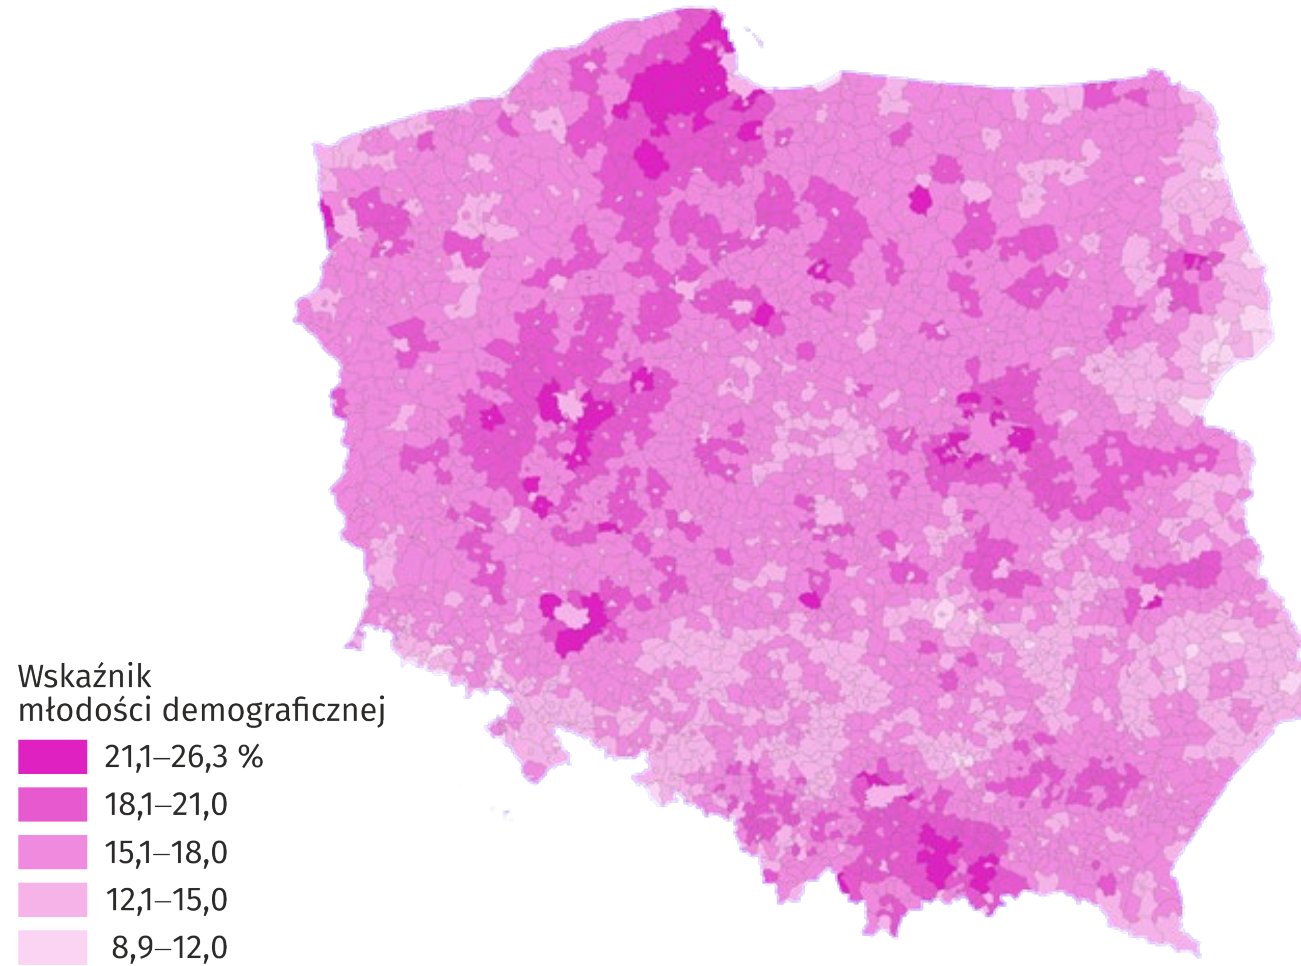 Wskaźnik
młodości demograficznej
21,1–26,3 %
18,1–21,0
15,1–18,0
12,1–15,0
8,9–12,0